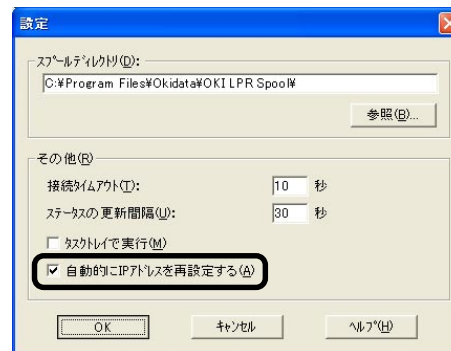 設定
スプールディレクトリ(D):
C:¥Program Files¥Okidata¥OKI LPR Spool¥
参照(B)...
その他(R)
接続タイムアウト(T): 10 秒
ステータスの更新間隔(U): 30 秒
タスクトレイで実行(M)
自動的にIPアドレスを再設定する(A)
OK キャンセル ヘルプ(H)